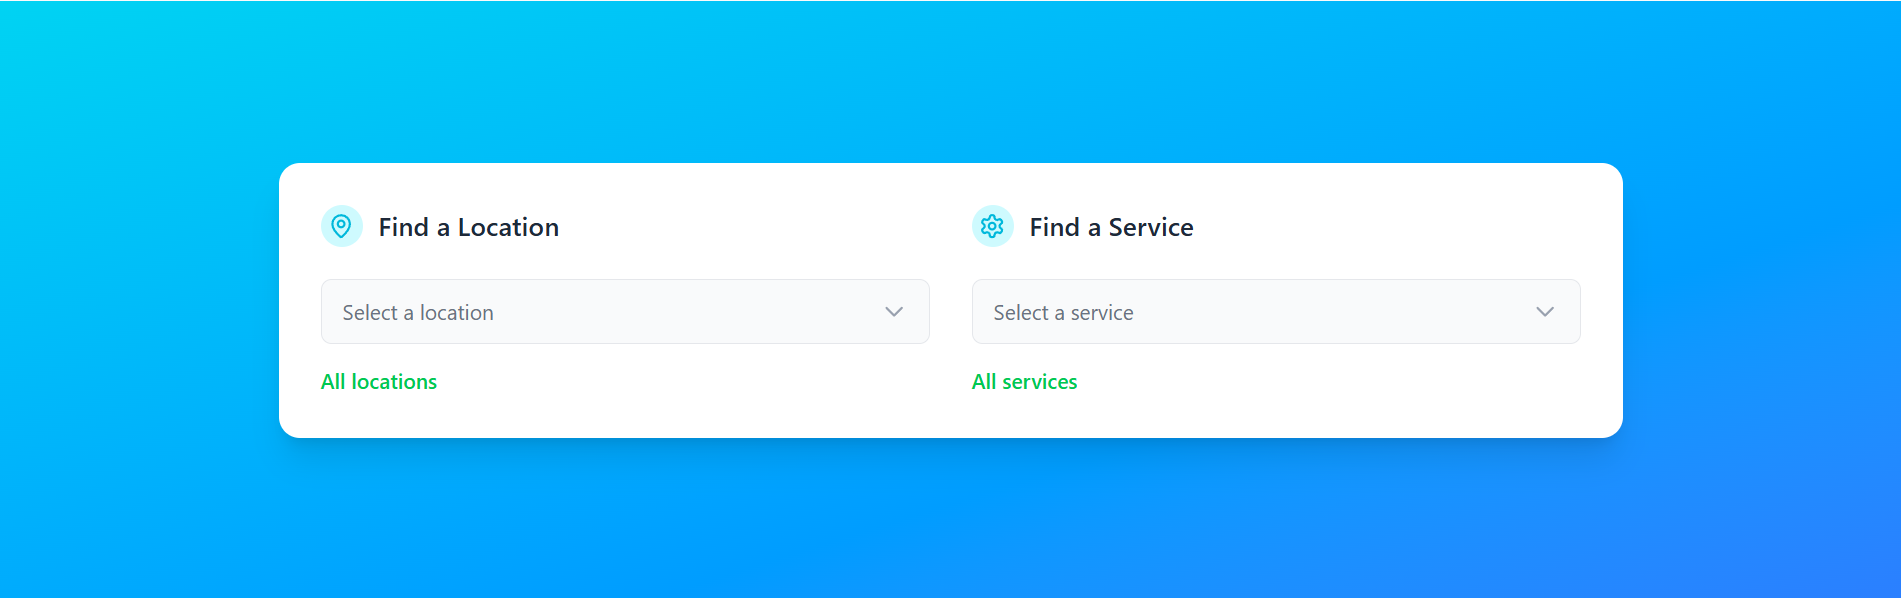 Find a Location
Select a location
All locations
Find a Service
Select a service
All services